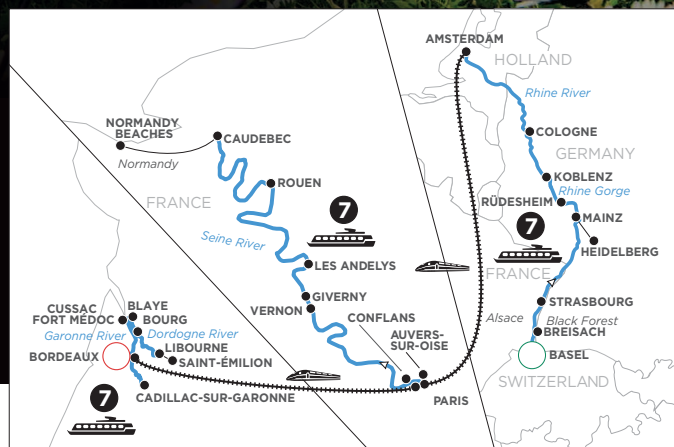 AMSTERDAM
HOLLAND
Rhine River
COLOGNE
GERMANY
KOBLENZ
Rhine Gorge
RÜDESHEIM
7
MAINZ
HEIDELBERG
FRANCE
STRASBOURG
Alsace
Black Forest
BREISACH
BASEL
SWITZERLAND
NORMANDY
BEACHES
Normandy
CAUDEBEC
FRANCE
ROUEN
7
Seine River
LES ANDELYS
GIVERNY
VERNON
CONFLANS
AUVERS-
SUR-OISE
PARIS
CUSSAC
FORT MÉDOC
BLAYE
BOURG
Garonne River
Dordogne River
LIBOURNE
BORDEAUX
SAINT-ÉMILION
7
CADILLAC-SUR-GARONNE